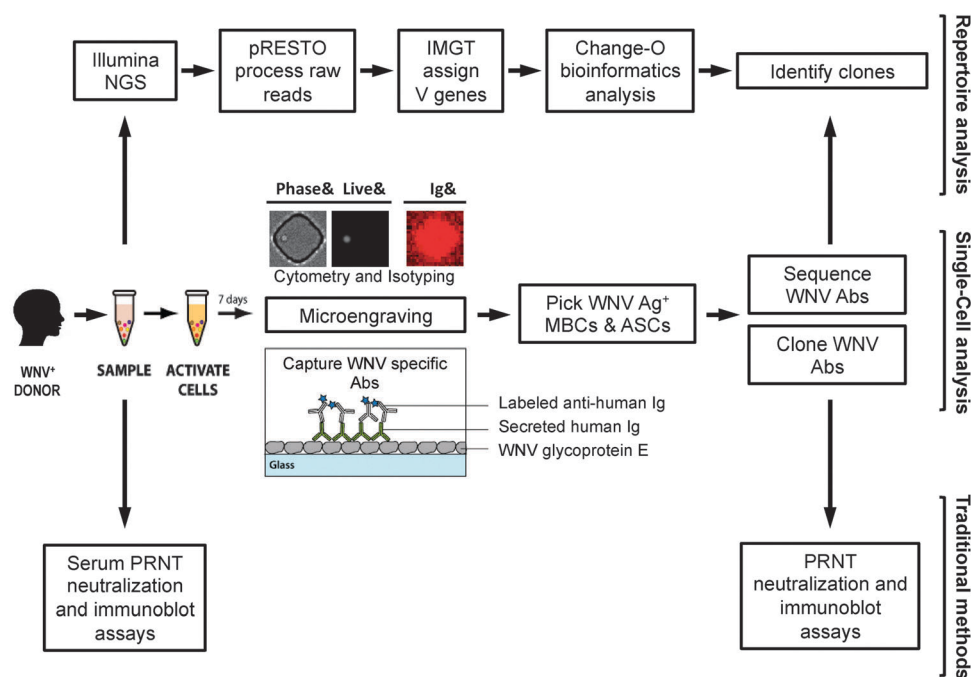 Illumina
NGS
pRESTO
process raw
reads
IMGT
assign
V genes
Change-O
bioinformatics
analysis
Identify clones
Repertoire analysis
Phase& Live& Ig&
Cytometry and Isotyping
WNV⁺
DONOR
SAMPLE
ACTIVATE
CELLS
7 days
Microengraving
Pick WNV Ag⁺
MBCs & ASCs
Sequence
WNV Abs
Clone WNV
Abs
Single-Cell analysis
Capture WNV specific
Abs
Labeled anti-human Ig
Secreted human Ig
WNV glycoprotein E
Glass
Serum PRNT
neutralization
and immunoblot
assays
PRNT
neutralization and
immunoblot
assays
Traditional methods